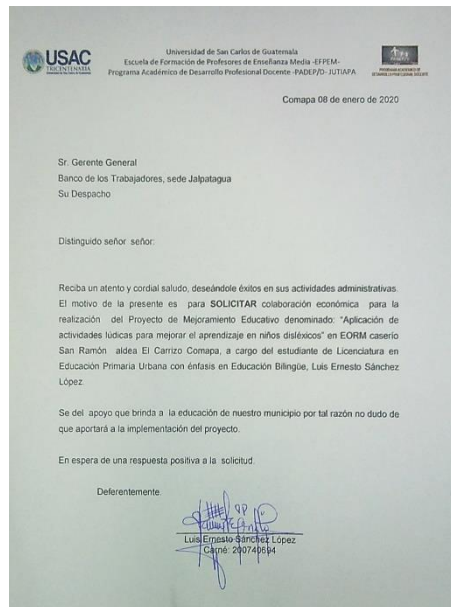 USAC
TRICENTENARIA
Universidad de San Carlos de Guatemala
Escuela de Formación de Profesores de Enseñanza Media -EFPEM-
Programa Académico de Desarrollo Profesional Docente -PADEP/D- JUTIAPA
Comapa 08 de enero de 2020
Sr. Gerente General
Banco de los Trabajadores, sede Jalpatagua
Su Despacho
Distinguido señor señor:
Reciba un atento y cordial saludo, deseándole éxitos en sus actividades administrativas.
El motivo de la presente es para SOLICITAR colaboración económica para la
realización del Proyecto de Mejoramiento Educativo denominado: “Aplicación de
actividades lúdicas para mejorar el aprendizaje en niños disléxicos” en EORM caserío
San Ramón aldea El Carrizo Comapa, a cargo del estudiante de Licenciatura en
Educación Primaria Urbana con énfasis en Educación Bilingüe, Luis Ernesto Sánchez
López.
Se del apoyo que brinda a la educación de nuestro municipio por tal razón no dudo de
que aportará a la implementación del proyecto.
En espera de una respuesta positiva a la solicitud.
Deferentemente.
Luis Ernesto Sánchez López
Carné: 200740694